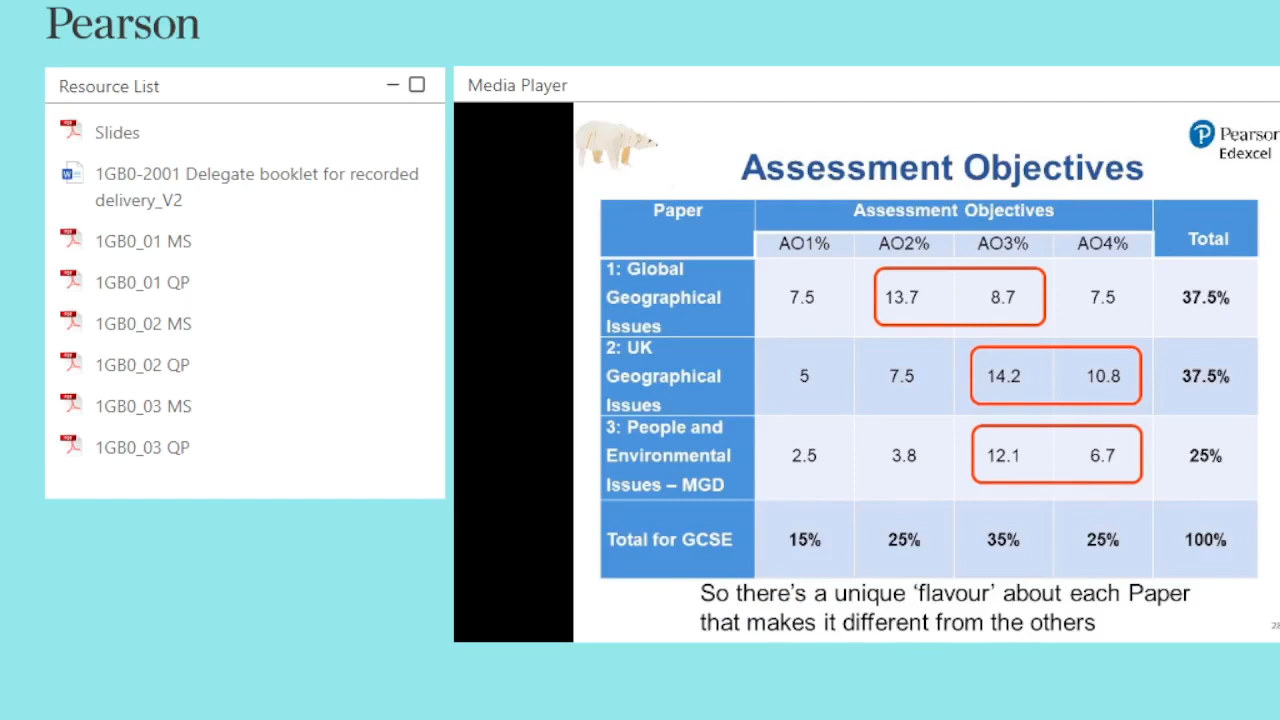 Pearson
Resource List
Slides
1GB0-2001 Delegate booklet for recorded
delivery_V2
1GB0_01 MS
1GB0_01 QP
1GB0_02 MS
1GB0_02 QP
1GB0_03 MS
1GB0_03 QP
Media Player
Pearson
Edexcel
Assessment Objectives
Paper Assessment Objectives Total
AO1% AO2% AO3% AO4%
1: Global
Geographical 7.5 13.7 8.7 7.5 37.5%
Issues
2: UK
Geographical 5 7.5 14.2 10.8 37.5%
Issues
3: People and
Environmental 2.5 3.8 12.1 6.7 25%
Issues – MGD
Total for GCSE 15% 25% 35% 25% 100%
So there's a unique ‘flavour’ about each Paper
that makes it different from the others
28